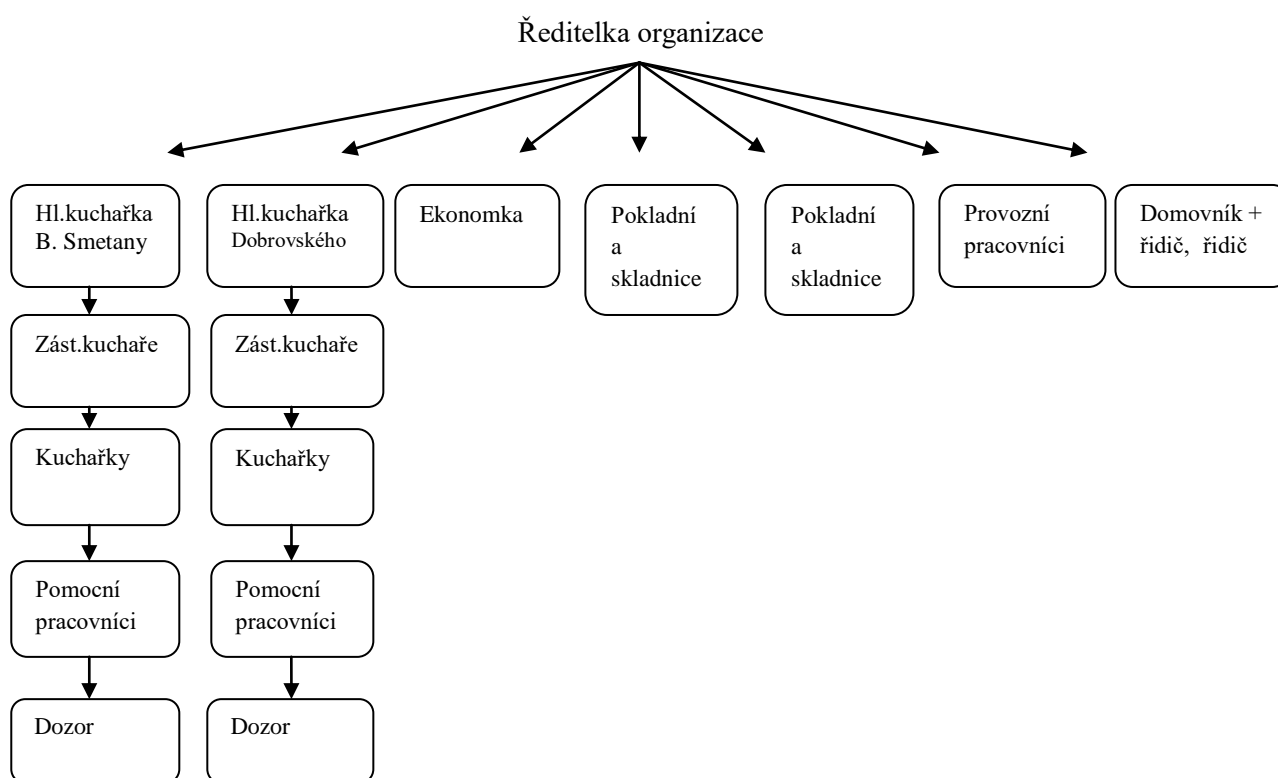 Ředitelka organizace
Hl.kuchařka
B. Smetany
Hl.kuchařka
Dobrovského
Ekonomka
Pokladní
a
skladnice
Pokladní
a
skladnice
Provozní
pracovníci
Domovník +
řidič, řidič
Zást.kuchaře
Zást.kuchaře
Kuchařky
Kuchařky
Pomocní
pracovníci
Pomocní
pracovníci
Dozor
Dozor